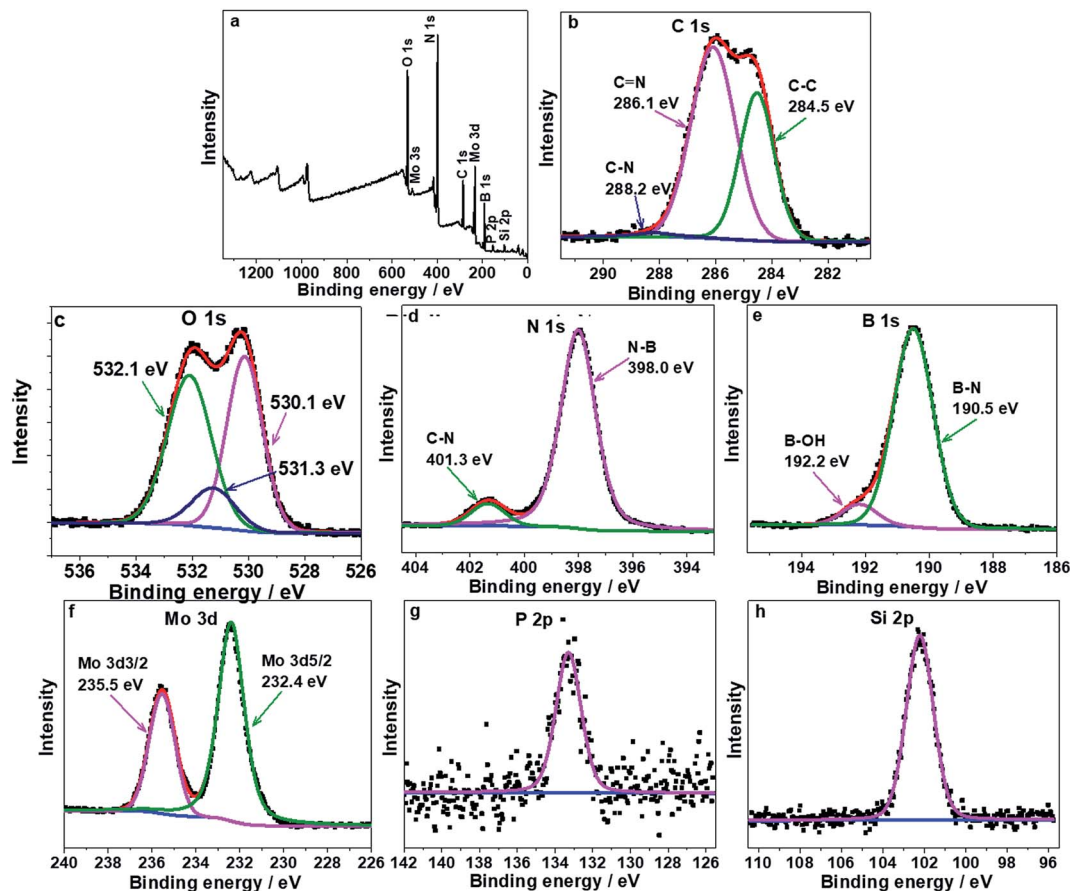 a
O 1s
N 1s
Mo 3s
C 1s
Mo 3d
B 1s
P 2p
Si 2p
Intensity
1200 1000 800 600 400 200 0
Binding energy / eV
b
C 1s
C=N
286.1 eV
C-C
284.5 eV
C-N
288.2 eV
Intensity
290 288 286 284 282
Binding energy / eV
c
O 1s
532.1 eV
530.1 eV
531.3 eV
536 534 532 530 528 526
Binding energy / eV
d
N 1s
N-B
398.0 eV
C-N
401.3 eV
Intensity
404 402 400 398 396 394
Binding energy / eV
e
B 1s
B-N
190.5 eV
B-OH
192.2 eV
Intensity
194 192 190 188 186
Binding energy / eV
f
Mo 3d
Mo 3d3/2
235.5 eV
Mo 3d5/2
232.4 eV
Intensity
240 238 236 234 232 230 228 226
Binding energy / eV
g
P 2p
Intensity
142 140 138 136 134 132 130 128 126
Binding energy / eV
h
Si 2p
Intensity
110 108 106 104 102 100 98 96
Binding energy / eV